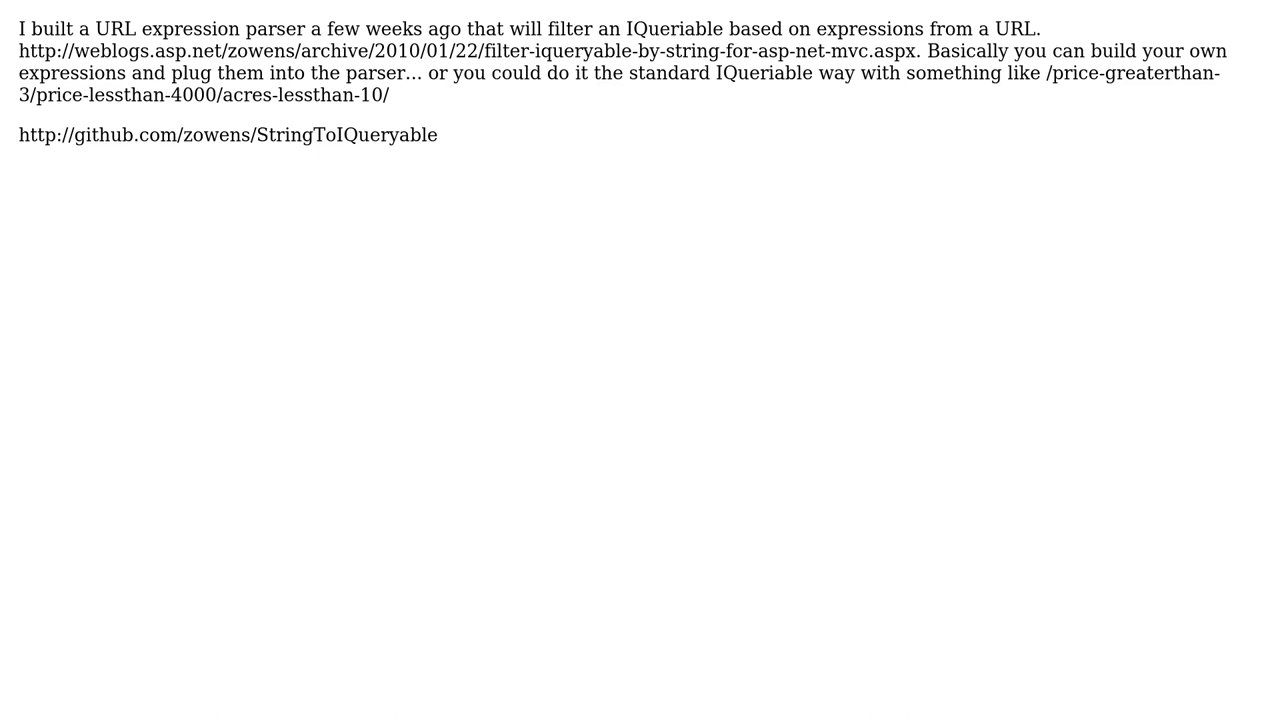 I built a URL expression parser a few weeks ago that will filter an IQueriable based on expressions from a URL.
http://weblogs.asp.net/zowens/archive/2010/01/22/filter-iqueryable-by-string-for-asp-net-mvc.aspx. Basically you can build your own
expressions and plug them into the parser... or you could do it the standard IQueriable way with something like /price-greaterthan-
3/price-lessthan-4000/acres-lessthan-10/
http://github.com/zowens/StringToIQueryable